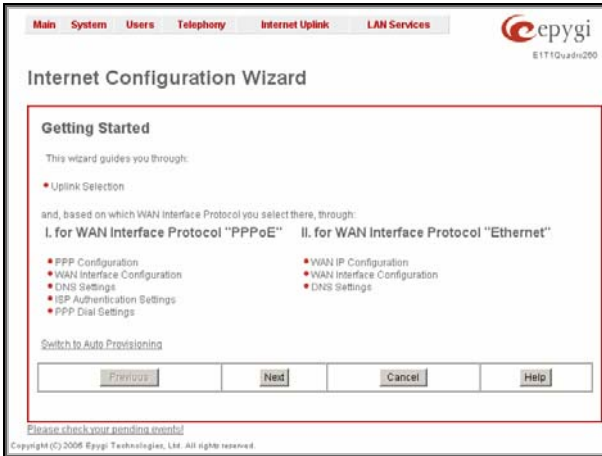 Main System Users Telephony Internet Uplink LAN Services
epygi
E1T1Quadro260
Internet Configuration Wizard
Getting Started
This wizard guides you through:
Uplink Selection
and, based on which WAN Interface Protocol you select there, through:
I. for WAN Interface Protocol "PPPoE" II. for WAN Interface Protocol "Ethernet"
PPP Configuration WAN IP Configuration
WAN Interface Configuration WAN Interface Configuration
DNS Settings DNS Settings
ISP Authentication Settings
PPP Dial Settings
Switch to Auto Provisioning
Previous Next Cancel Help
Please check your pending events!
Copyright (C) 2006 Epygi Technologies, Ltd. All rights reserved.